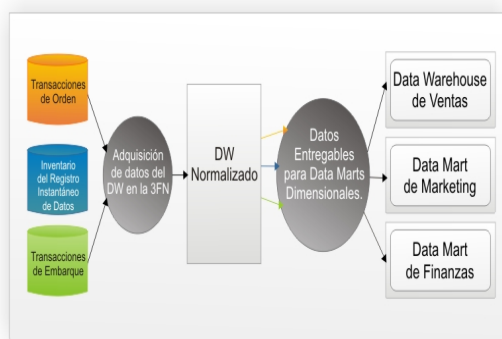 Transacciones
de Orden
Inventario
del Registro
Instantáneo
de Datos
Transacciones
de Embarque
Adquisición
de datos del
DW en la 3FN
DW
Normalizado
Datos
Entregables
para Data Marts
Dimensionales.
Data Warehouse
de Ventas
Data Mart
de Marketing
Data Mart
de Finanzas